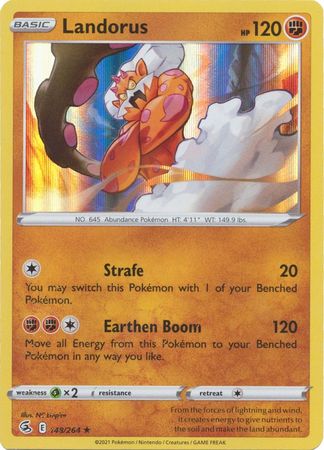 BASIC
Landorus HP 120
NO. 645 Abundance Pokémon HT: 4'11" WT: 149.9 lbs.
Strafe 20
You may switch this Pokémon with 1 of your Benched
Pokémon.
Earthen Boom 120
Move all Energy from this Pokémon to your Benched
Pokémon in any way you like.
weakness ×2 resistance retreat
Illus.
From the forces of lightning and wind,
it creates energy to give nutrients to
the soil and make the land abundant.
E 148/264 ★
©2021 Pokémon / Nintendo / Creatures / GAME FREAK